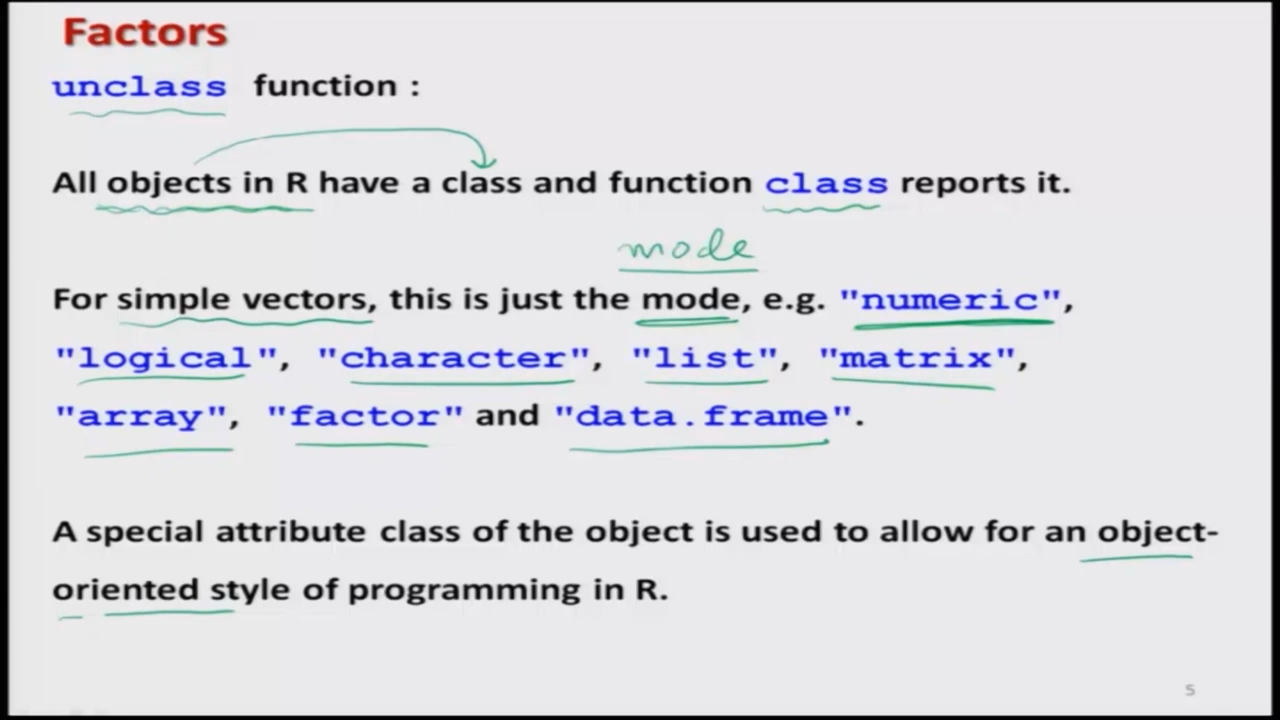 Factors
unclass function :
All objects in R have a class and function class reports it.
mode
For simple vectors, this is just the mode, e.g. "numeric",
"logical", "character", "list", "matrix",
"array", "factor" and "data.frame".
A special attribute class of the object is used to allow for an object-
oriented style of programming in R.
5